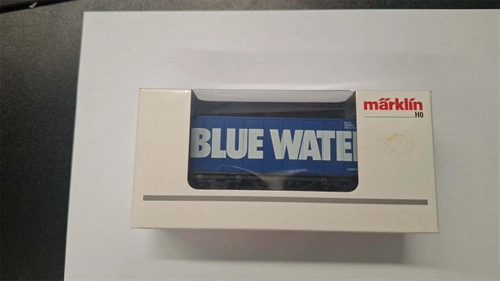 märklin
H0
BLUE WATE